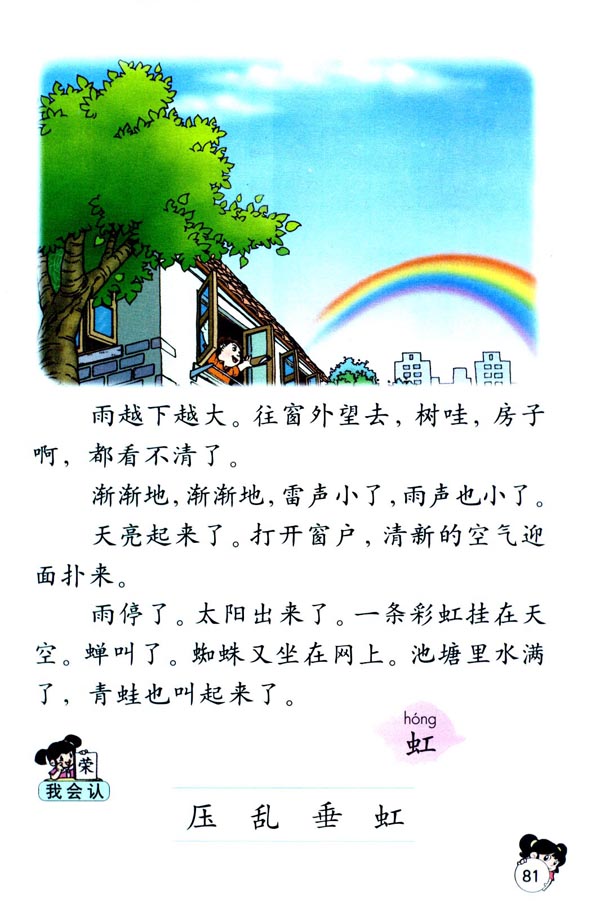 雨越下越大。往窗外望去，树哇，房子
啊，都看不清了。
渐渐地，渐渐地，雷声小了，雨声也小了。
天亮起来了。打开窗户，清新的空气迎
面扑来。
雨停了。太阳出来了。一条彩虹挂在天
空。蝉叫了。蜘蛛又坐在网上。池塘里水满
了，青蛙也叫起来了。
hóng
虹
荣
我会认
压 乱 垂 虹
81